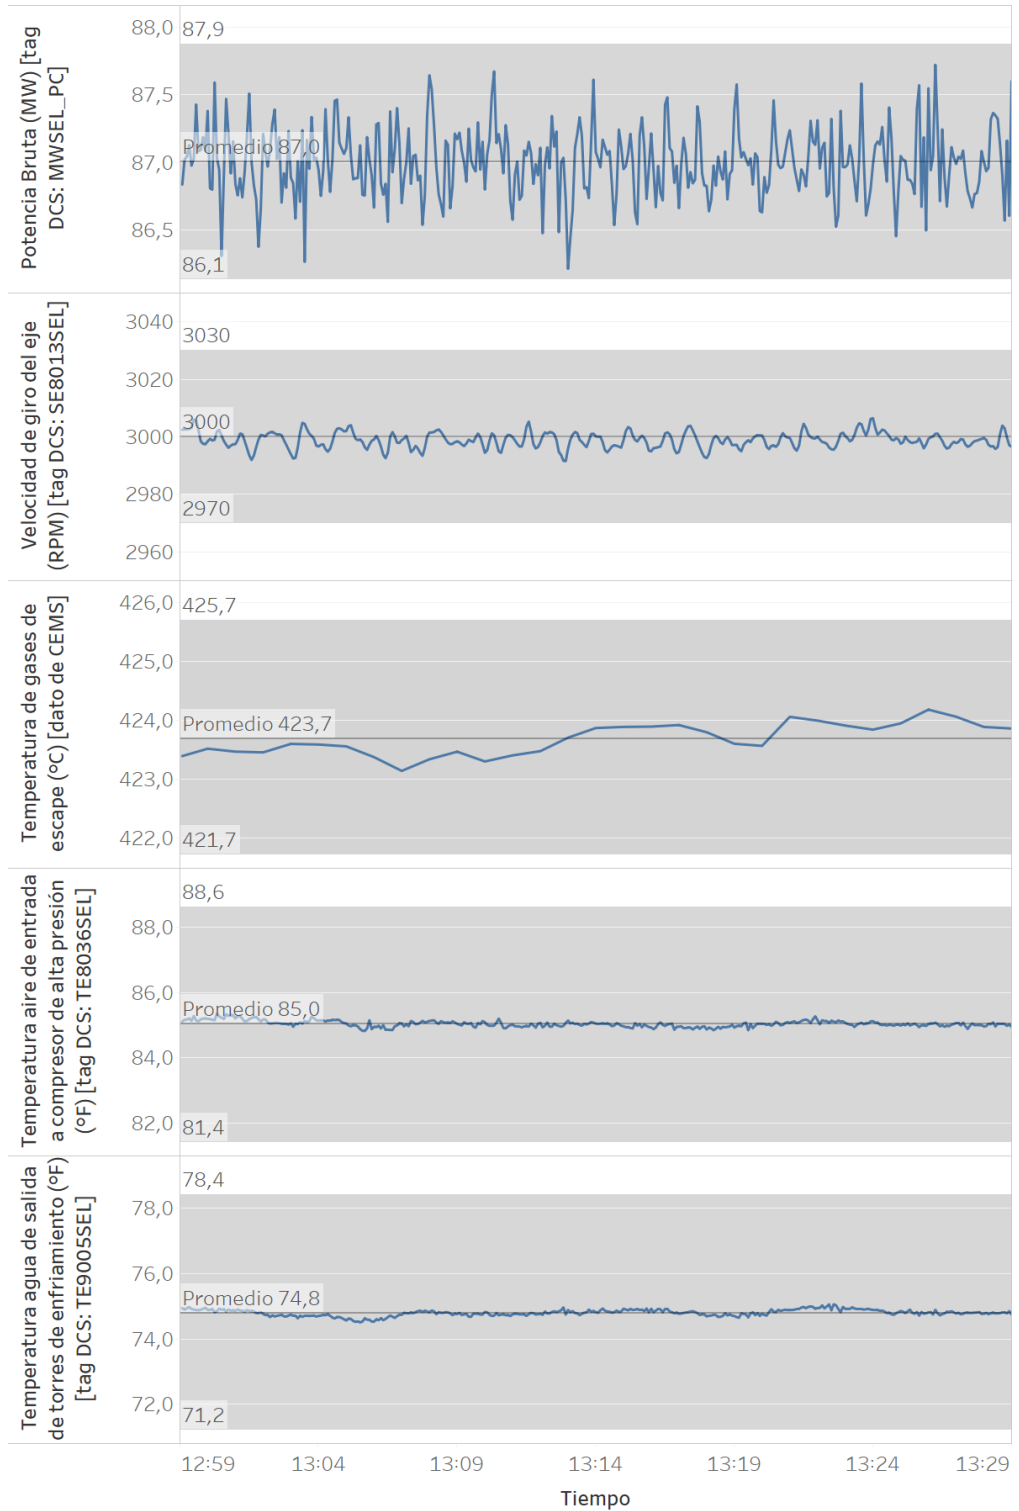 Potencia Bruta (MW) [tag
DCS: MWSEL_PC]
88,0
87,5
87,0
86,5
87,9
Promedio 87,0
86,1
Velocidad de giro del eje
(RPM) [tag DCS: SE8013SEL]
3040
3020
3000
2980
2960
3030
3000
2970
Temperatura de gases de
escape (°C) [dato de CEMS]
426,0
425,0
424,0
423,0
422,0
425,7
Promedio 423,7
421,7
Temperatura aire de entrada
a compresor de alta presión
(°F) [tag DCS: TE8036SEL]
88,0
86,0
84,0
82,0
88,6
Promedio 85,0
81,4
Temperatura agua de salida
de torres de enfriamiento (°F)
[tag DCS: TE9005SEL]
78,0
76,0
74,0
72,0
78,4
Promedio 74,8
71,2
12:59 13:04 13:09 13:14 13:19 13:24 13:29
Tiempo